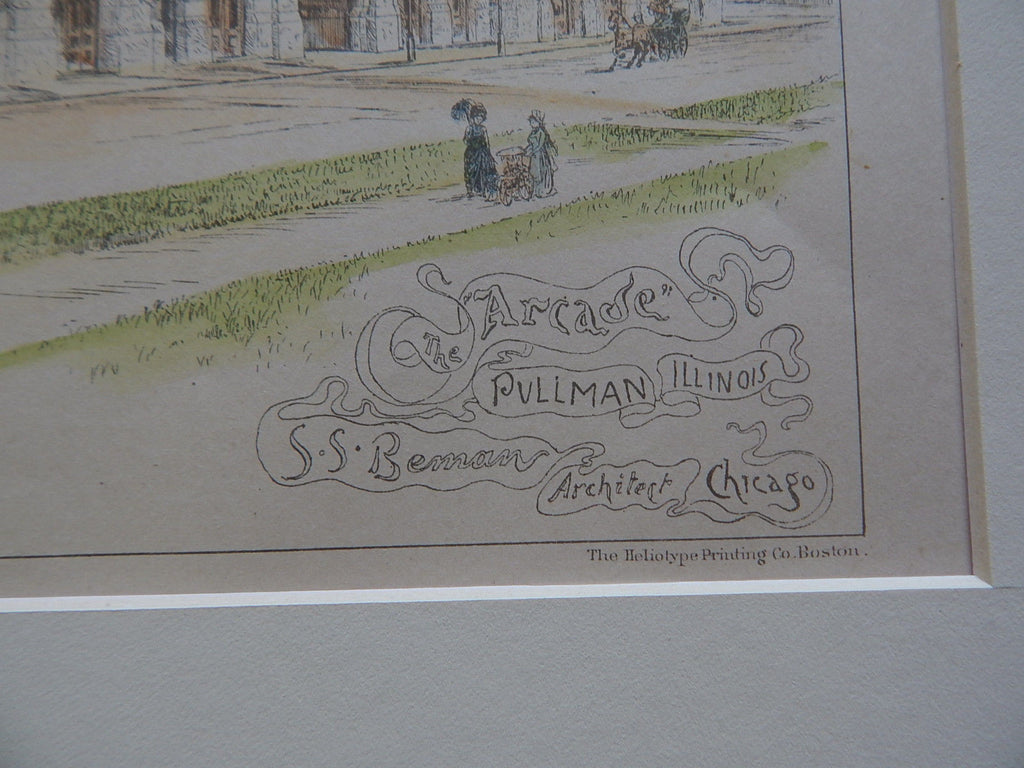 The "Arcade"
PULLMAN ILLINOIS
S.S. Beman
Architect Chicago
The Heliotype Printing Co. Boston.